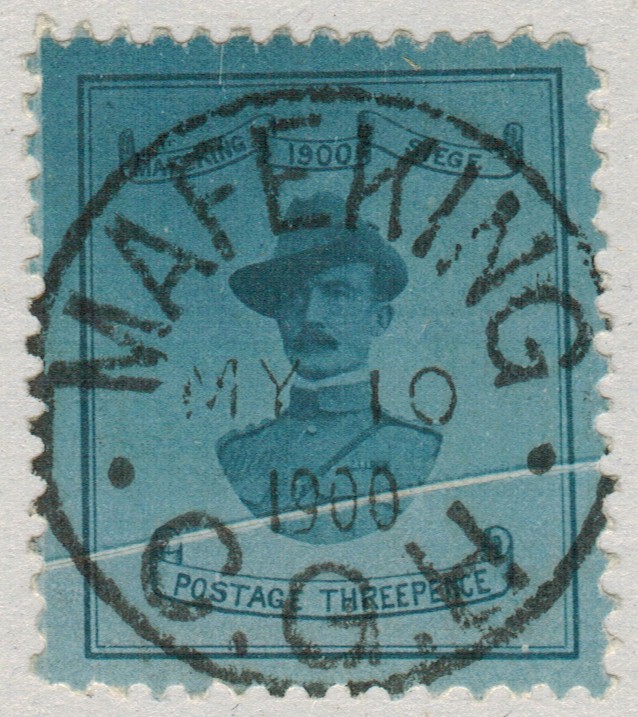 MAFEKING 1900 SIEGE
MAFEKING
MY 10
1900
C.G.H
POSTAGE THREEPENCE